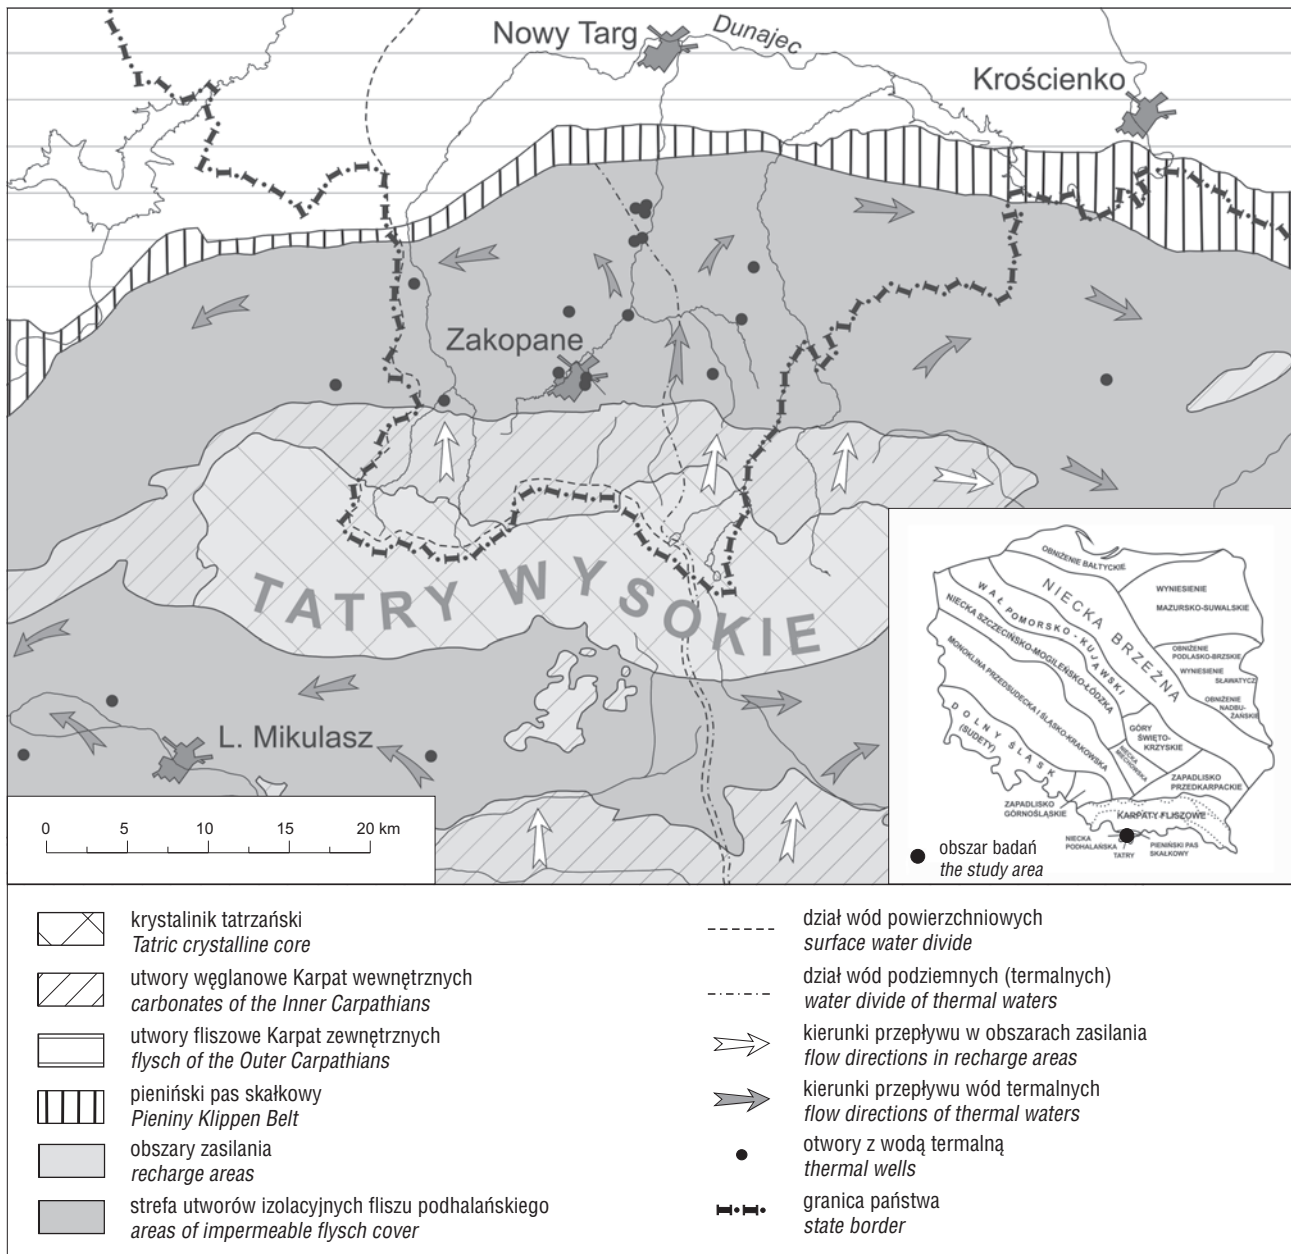 Nowy Targ
Dunajec
Krościenko
Zakopane
TATRY WYSOKIE
L. Mikulasz
0 5 10 15 20 km
OBNIŻENIE BAŁTYCKIE
WYNIESIENIE
MAZURSKO-SUWALSKIE
NIECKA BRZEŻNA
WAŁ POMORSKO-KUJAWSKI
NIECKA SZCZECIŃSKO-MOGILEŃSKO-ŁÓDZKA
MONOKLINA PRZEDSUDECKA I ŚLĄSKO-KRAKOWSKA
OBNIŻENIE
PODLASKO-BRZSKIE
WYNIESIENIE
SŁAWATYCZ
OBNIŻENIE
NADBU-
ŻAŃSKIE
DOLNY ŚLĄSK
(SUDETY)
GÓRY
ŚWIĘTO-
KRZYSKIE
NIECKA
MIECHOWSKA
ZAPADLISKO
PRZEDKARPACKIE
ZAPADLISKO
GÓRNOŚLĄSKIE
KARPATY FLISZOWE
NIECKA
PODHALAŃSKA
TATRY
PIENIŃSKI PAS
SKAŁKOWY
obszar badań
the study area
krystalinik tatrzański
Tatric crystalline core
utwory węglanowe Karpat wewnętrznych
carbonates of the Inner Carpathians
utwory fliszowe Karpat zewnętrznych
flysch of the Outer Carpathians
pieniński pas skałkowy
Pieniny Klippen Belt
obszary zasilania
recharge areas
strefa utworów izolacyjnych fliszu podhalańskiego
areas of impermeable flysch cover
dział wód powierzchniowych
surface water divide
dział wód podziemnych (termalnych)
water divide of thermal waters
kierunki przepływu w obszarach zasilania
flow directions in recharge areas
kierunki przepływu wód termalnych
flow directions of thermal waters
otwory z wodą termalną
thermal wells
granica państwa
state border